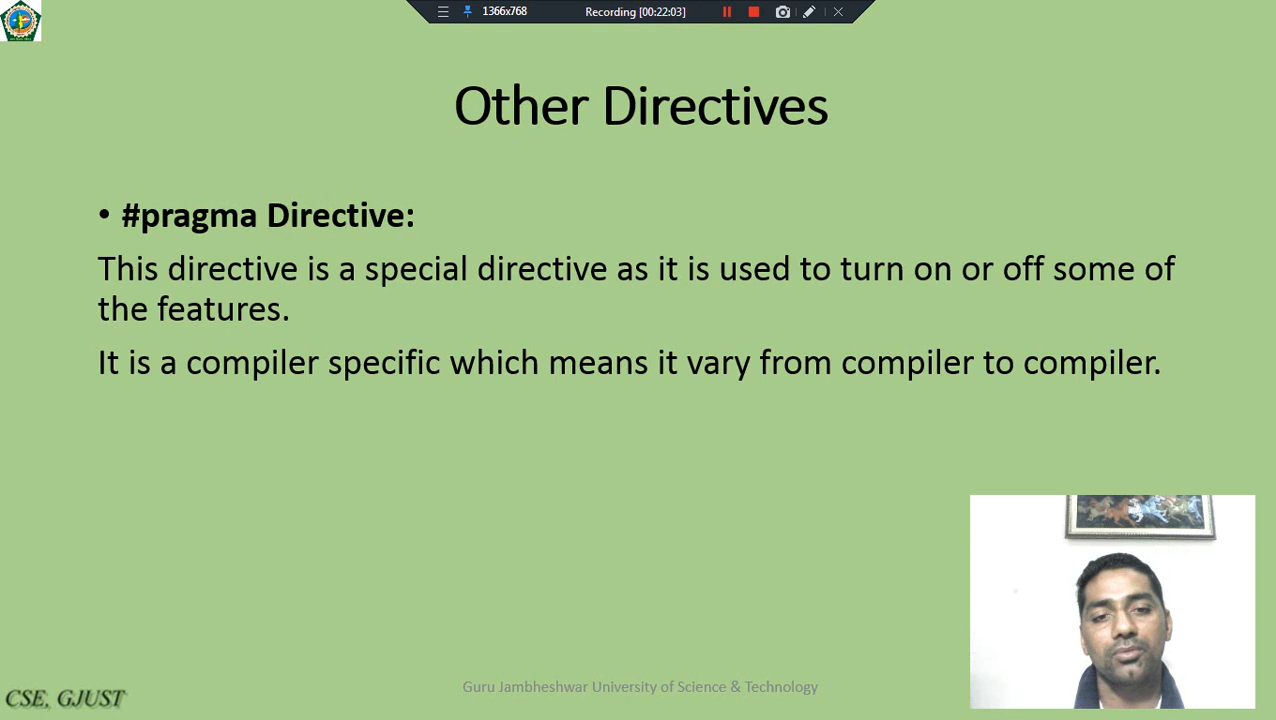 1366x768
Recording [00:22:03]
Other Directives
• #pragma Directive:
This directive is a special directive as it is used to turn on or off some of
the features.
It is a compiler specific which means it vary from compiler to compiler.
CSE, GJUST
Guru Jambheshwar University of Science & Technology